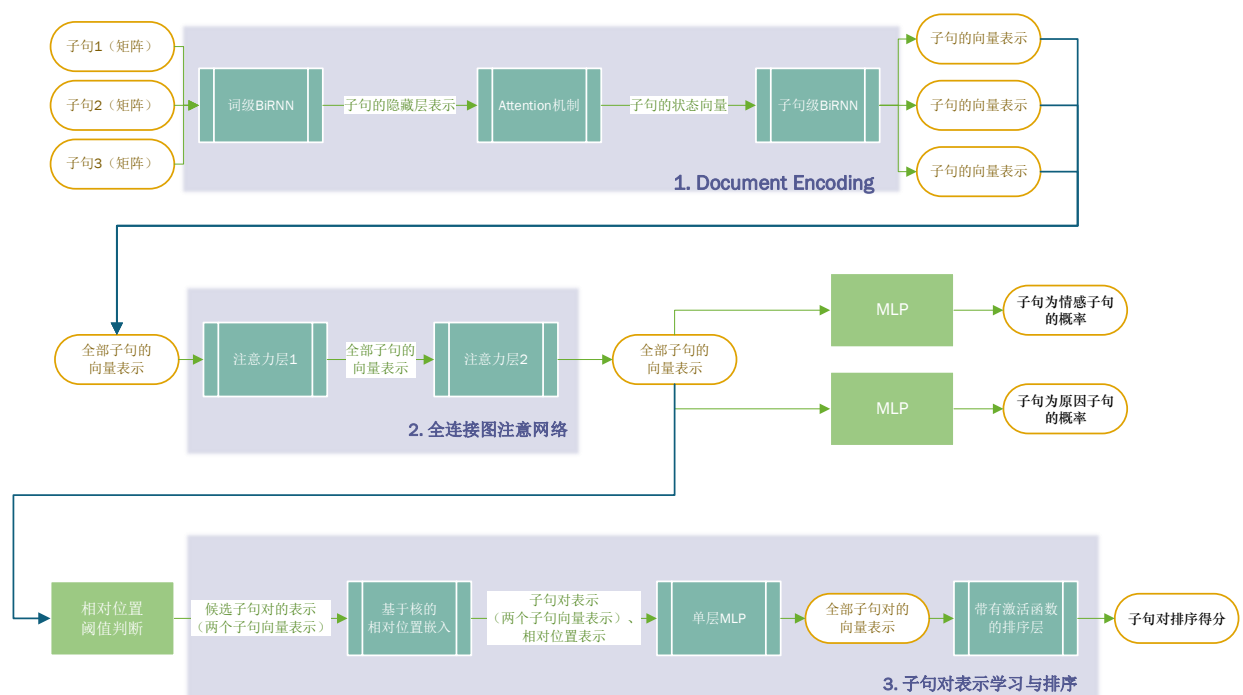 子句1（矩阵）
子句2（矩阵）
子句3（矩阵）
词级BiRNN
子句的隐藏层表示
Attention机制
子句的状态向量
子句级BiRNN
子句的向量表示
子句的向量表示
子句的向量表示
1. Document Encoding
全部子句的
向量表示
注意力层1
全部子句的
向量表示
注意力层2
全部子句的
向量表示
MLP
子句为情感子句
的概率
MLP
子句为原因子句
的概率
2. 全连接图注意网络
相对位置
阈值判断
候选子句对的表示
（两个子句向量表示）
基于核的
相对位置嵌入
子句对表示
（两个子句向量表示）、
相对位置表示
单层MLP
全部子句对的
向量表示
带有激活函数
的排序层
子句对排序得分
3. 子句对表示学习与排序